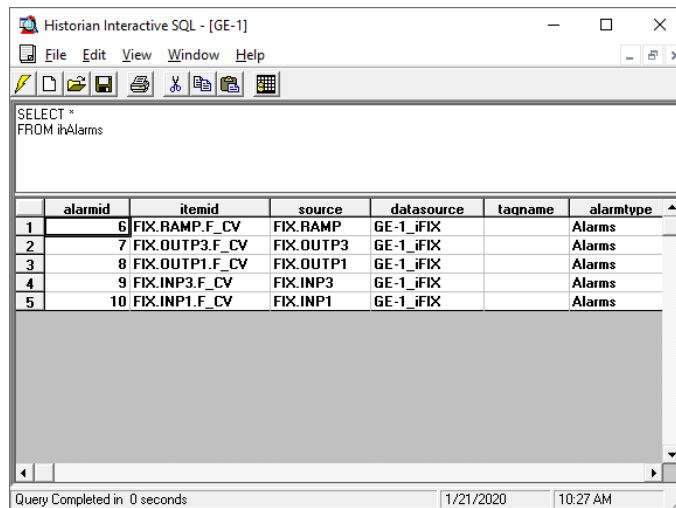 Historian Interactive SQL - [GE-1]
File Edit View Window Help
SELECT *
FROM ihAlarms
alarmid itemid source datasource tagname alarmtype
1 6 FIX.RAMP.F_CV FIX.RAMP GE-1_iFIX Alarms
2 7 FIX.OUTP3.F_CV FIX.OUTP3 GE-1_iFIX Alarms
3 8 FIX.OUTP1.F_CV FIX.OUTP1 GE-1_iFIX Alarms
4 9 FIX.INP3.F_CV FIX.INP3 GE-1_iFIX Alarms
5 10 FIX.INP1.F_CV FIX.INP1 GE-1_iFIX Alarms
Query Completed in 0 seconds 1/21/2020 10:27 AM